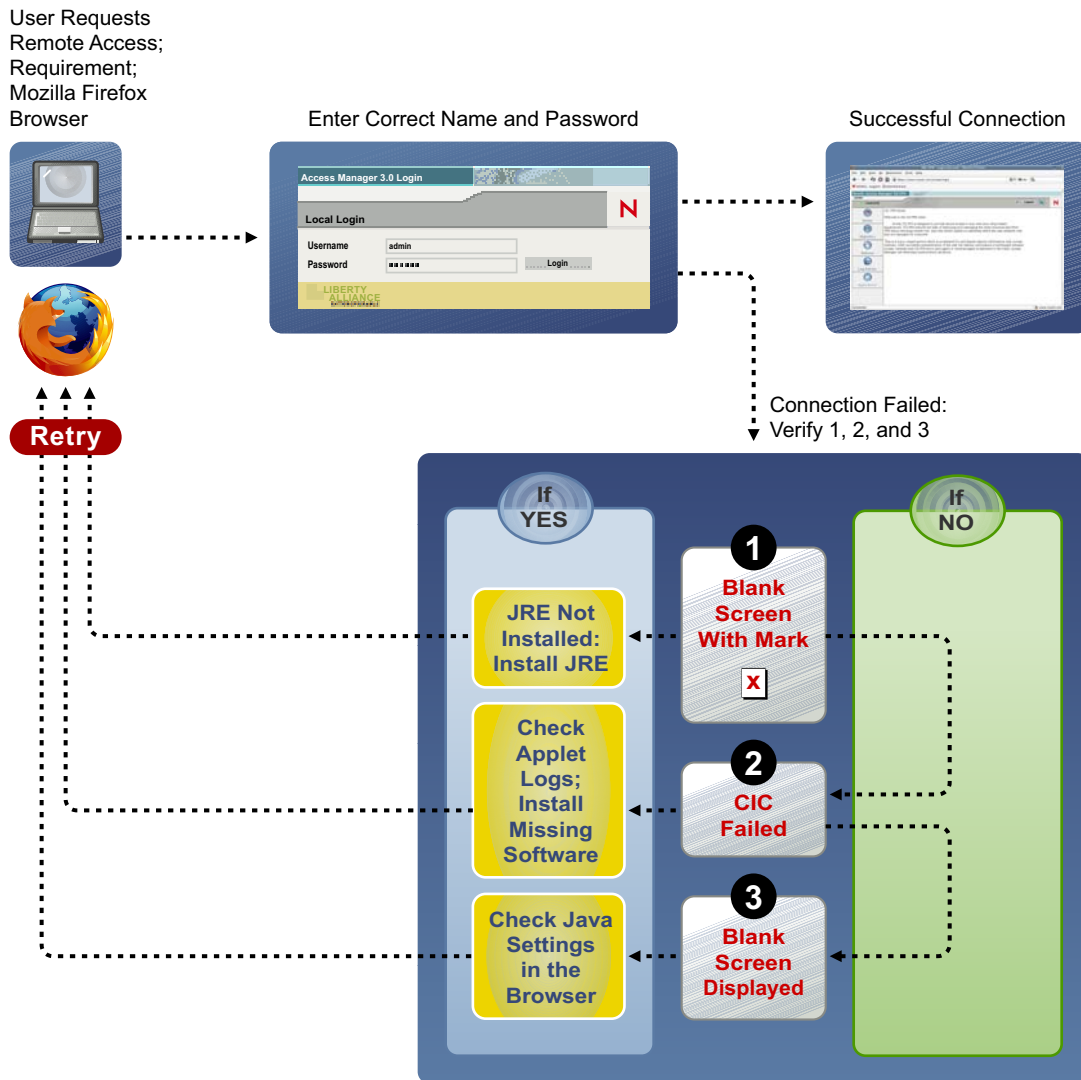 User Requests
Remote Access;
Requirement;
Mozilla Firefox
Browser
Enter Correct Name and Password
Successful Connection
Access Manager 3.0 Login
Local Login
N
Username
admin
Password
Login
LIBERTY
ALLIANCE
Retry
Connection Failed:
Verify 1, 2, and 3
If
YES
If
NO
1
Blank
Screen
With Mark
x
JRE Not
Installed:
Install JRE
2
CIC
Failed
Check
Applet
Logs;
Install
Missing
Software
3
Blank
Screen
Displayed
Check Java
Settings
in the
Browser